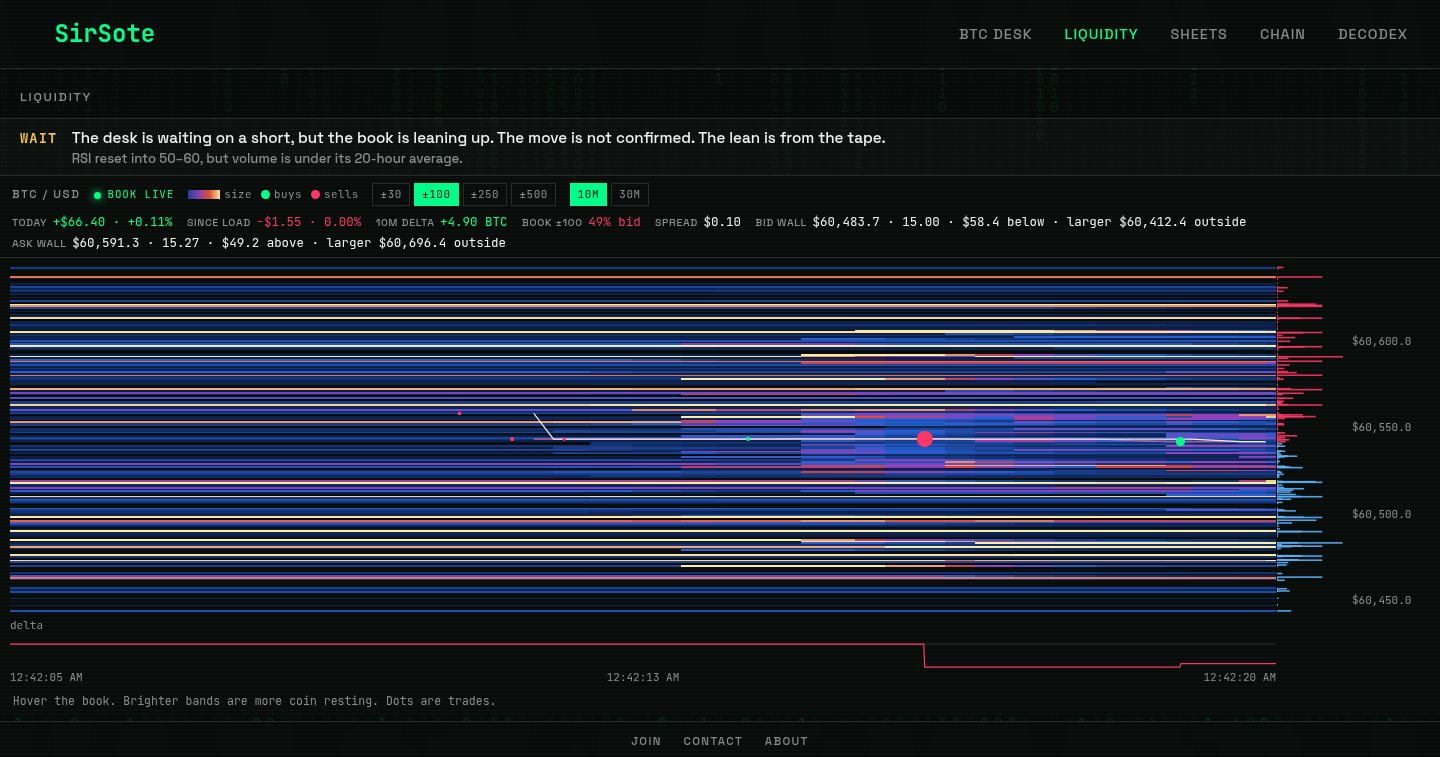 SirSote
BTC DESK LIQUIDITY SHEETS CHAIN DECODEX
LIQUIDITY
WAIT The desk is waiting on a short, but the book is leaning up. The move is not confirmed. The lean is from the tape.
RSI reset into 50–60, but volume is under its 20-hour average.
BTC / USD BOOK LIVE size buys sells ±30 ±100 ±250 ±500 10M 30M
TODAY +$66.40 · +0.11% SINCE LOAD -$1.55 · 0.00% 10M DELTA +4.90 BTC BOOK ±100 49% bid SPREAD $0.10 BID WALL $60,483.7 · 15.00 · $58.4 below · larger $60,412.4 outside
ASK WALL $60,591.3 · 15.27 · $49.2 above · larger $60,696.4 outside
$60,600.0
$60,550.0
$60,500.0
$60,450.0
delta
12:42:05 AM 12:42:13 AM 12:42:20 AM
Hover the book. Brighter bands are more coin resting. Dots are trades.
JOIN CONTACT ABOUT